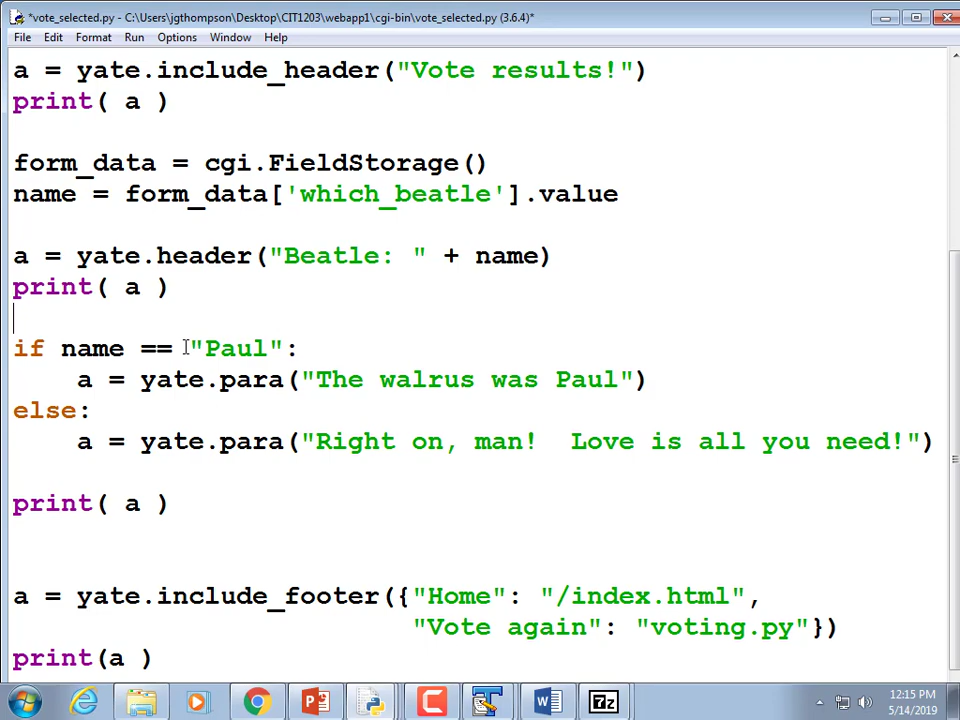 *vote_selected.py - C:\Users\jgthompson\Desktop\CIT1203\webapp1\cgi-bin\vote_selected.py (3.6.4)*
File Edit Format Run Options Window Help
a = yate.include_header("Vote results!")
print( a )
form_data = cgi.FieldStorage()
name = form_data['which_beatle'].value
a = yate.header("Beatle: " + name)
print( a )
if name == "Paul":
    a = yate.para("The walrus was Paul")
else:
    a = yate.para("Right on, man!  Love is all you need!")
print( a )
a = yate.include_footer({"Home": "/index.html",
                         "Vote again": "voting.py"})
print(a )
7z
12:15 PM
5/14/2019